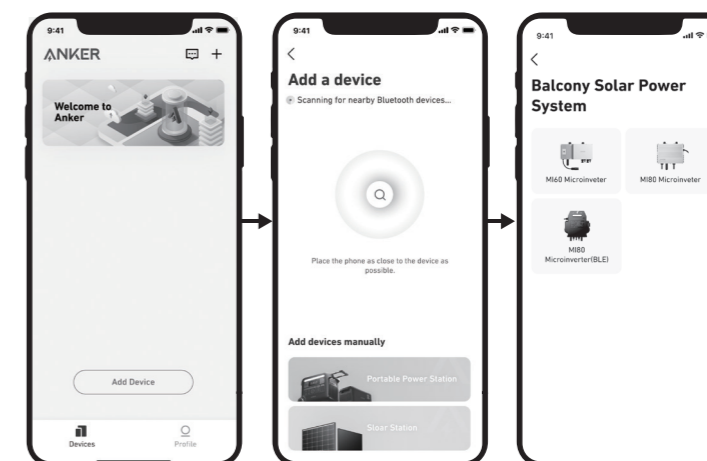 9:41
ANKER
Welcome to
Anker
Add Device
Devices
Profile
9:41
Add a device
Scanning for nearby Bluetooth devices...
Place the phone as close to the device as
possible.
Add devices manually
Portable Power Station
Sloar Station
9:41
Balcony Solar Power
System
MI60 Microinveter
MI80 Microinveter
MI80
Microinverter(BLE)